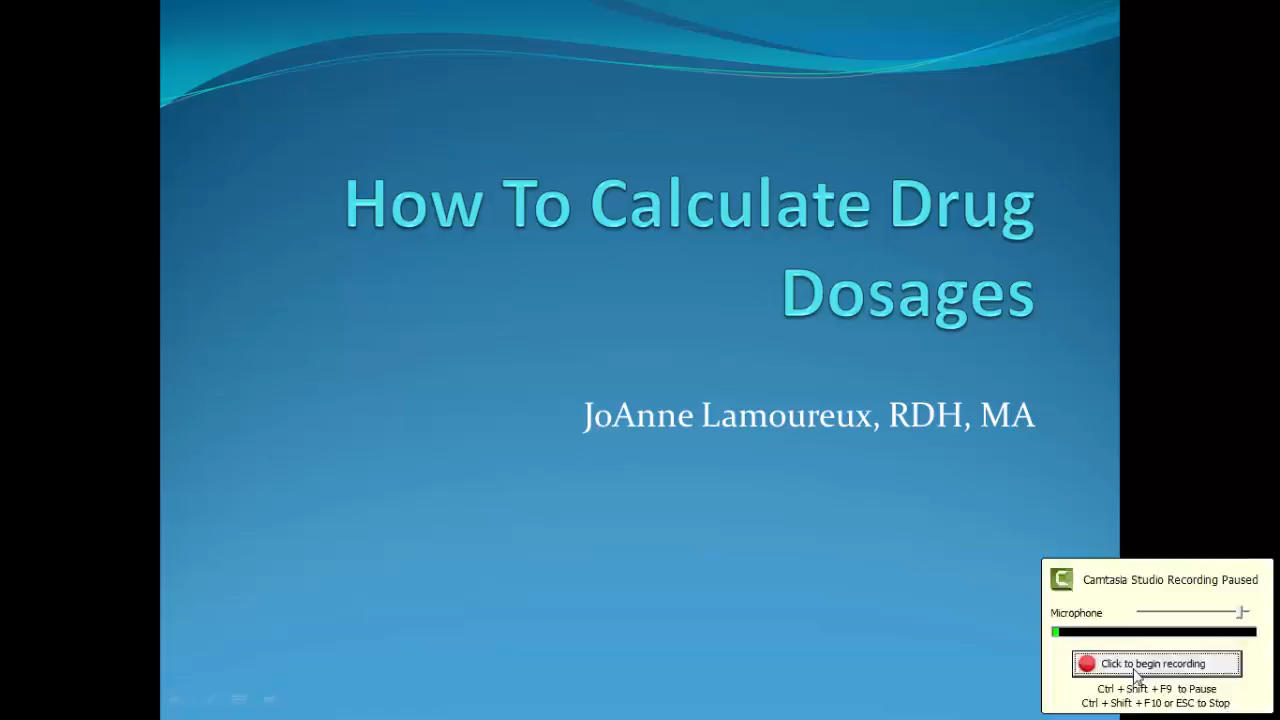 How To Calculate Drug
Dosages
JoAnne Lamoureux, RDH, MA
Camtasia Studio Recording Paused
Microphone
Click to begin recording
Ctrl + Shift + F9 to Pause
Ctrl + Shift + F10 or ESC to Stop